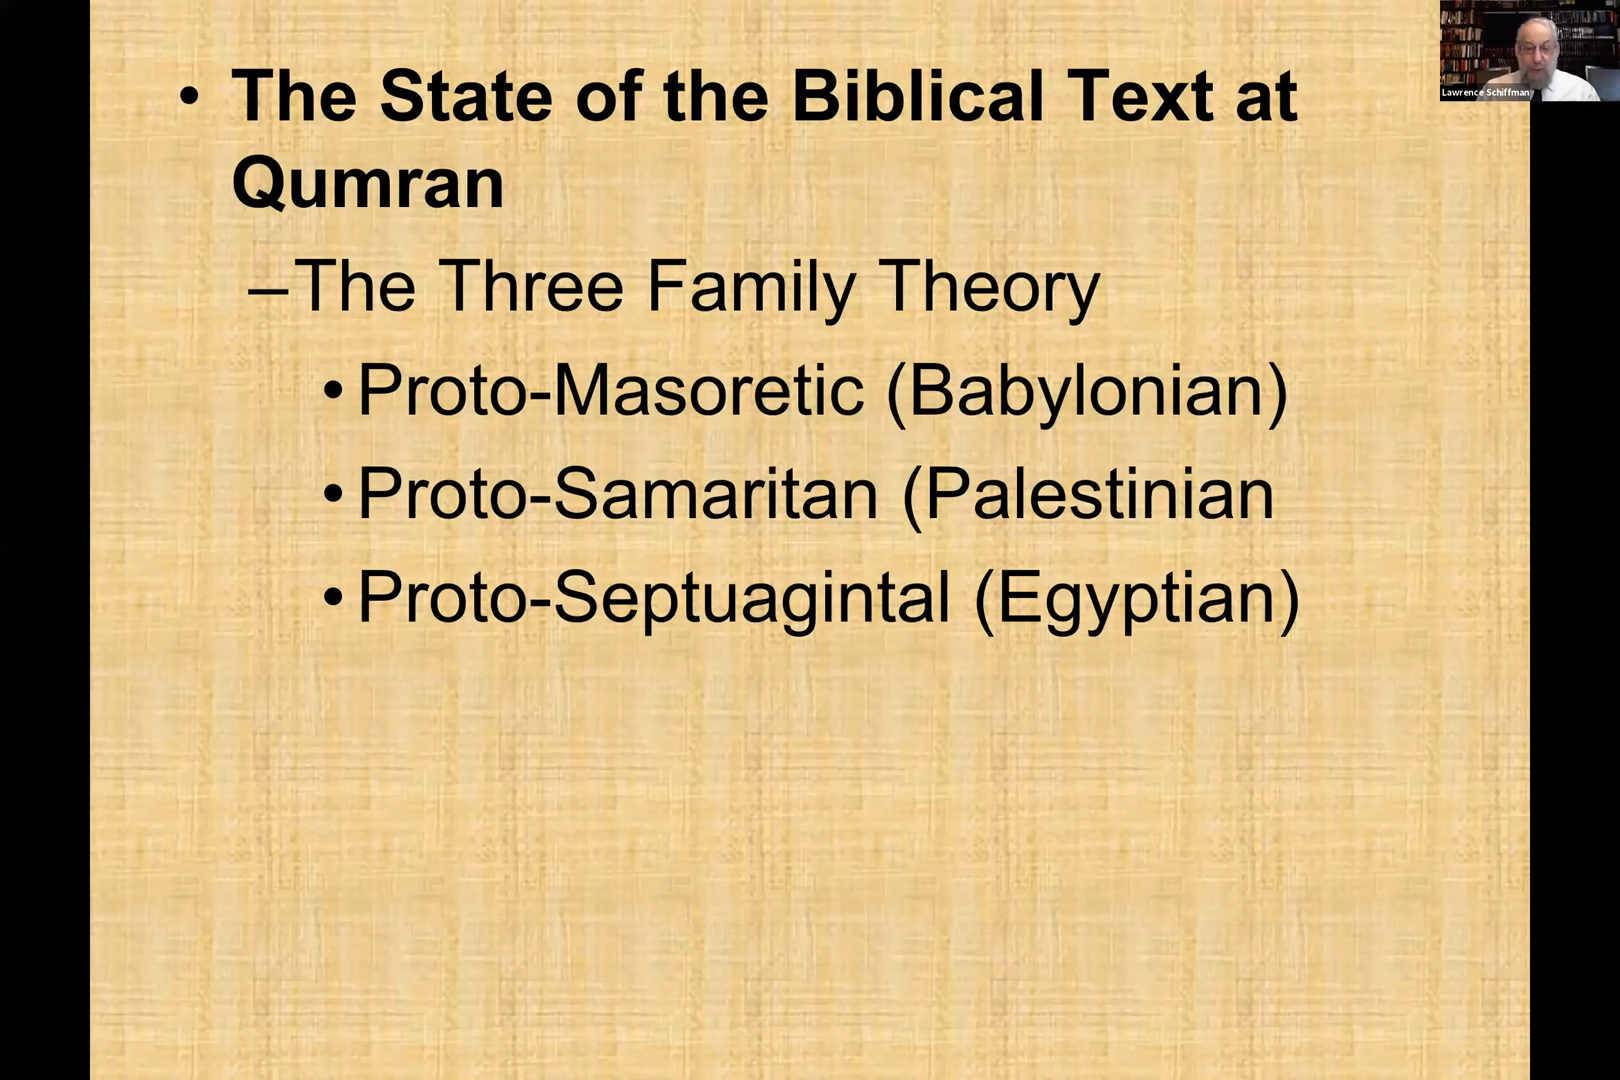 Lawrence Schiffman
• The State of the Biblical Text at
Qumran
–The Three Family Theory
• Proto-Masoretic (Babylonian)
• Proto-Samaritan (Palestinian
• Proto-Septuagintal (Egyptian)